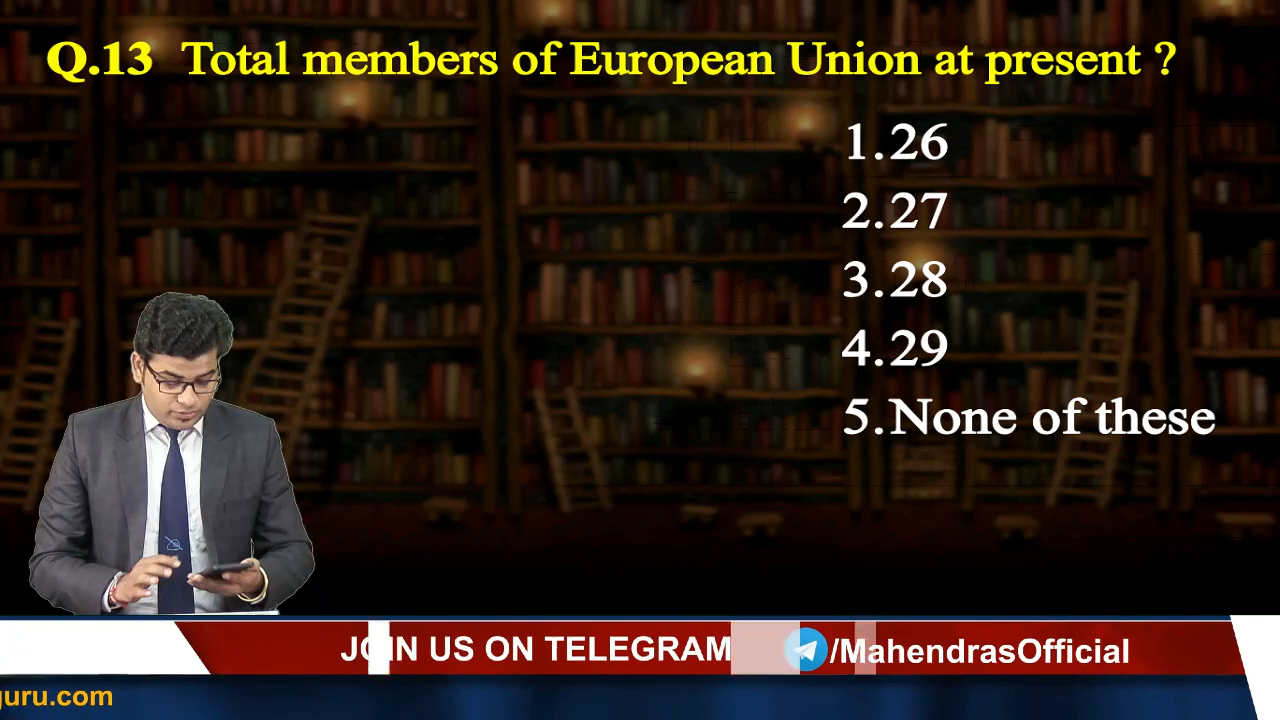 Q.13 Total members of European Union at present ?
1.26
2.27
3.28
4.29
5.None of these
JOIN US ON TELEGRAM /MahendrasOfficial
guru.com